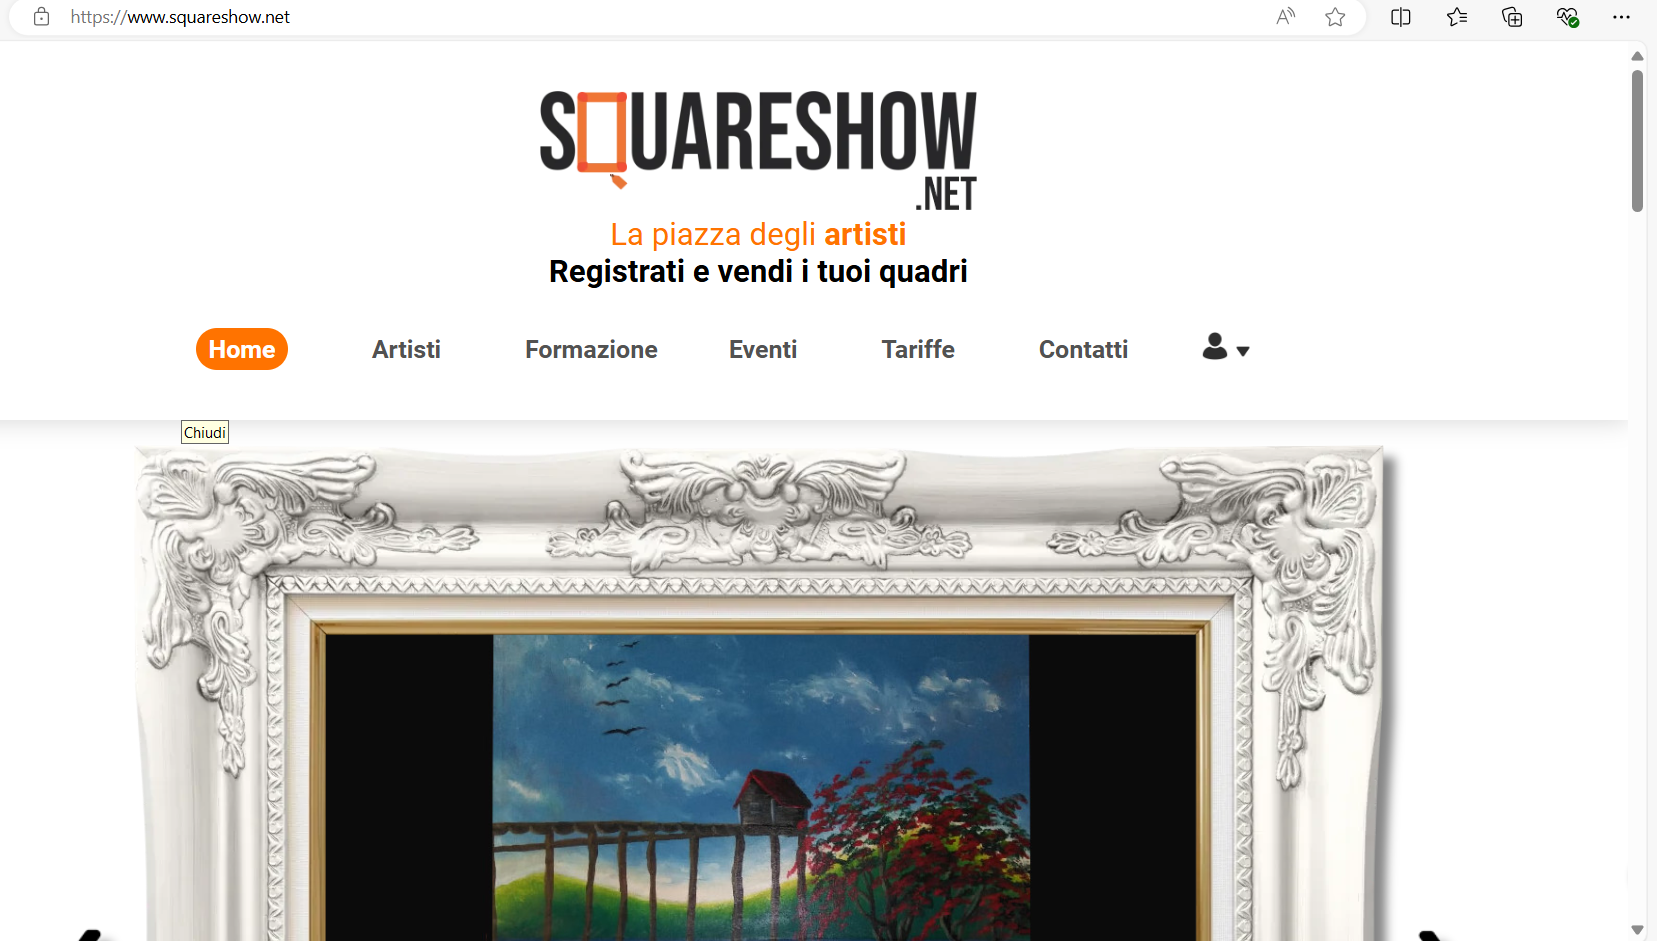 https://www.squareshow.net
SQUARESHOW
.NET
La piazza degli artisti
Registrati e vendi i tuoi quadri
Home Artisti Formazione Eventi Tariffe Contatti
Chiudi